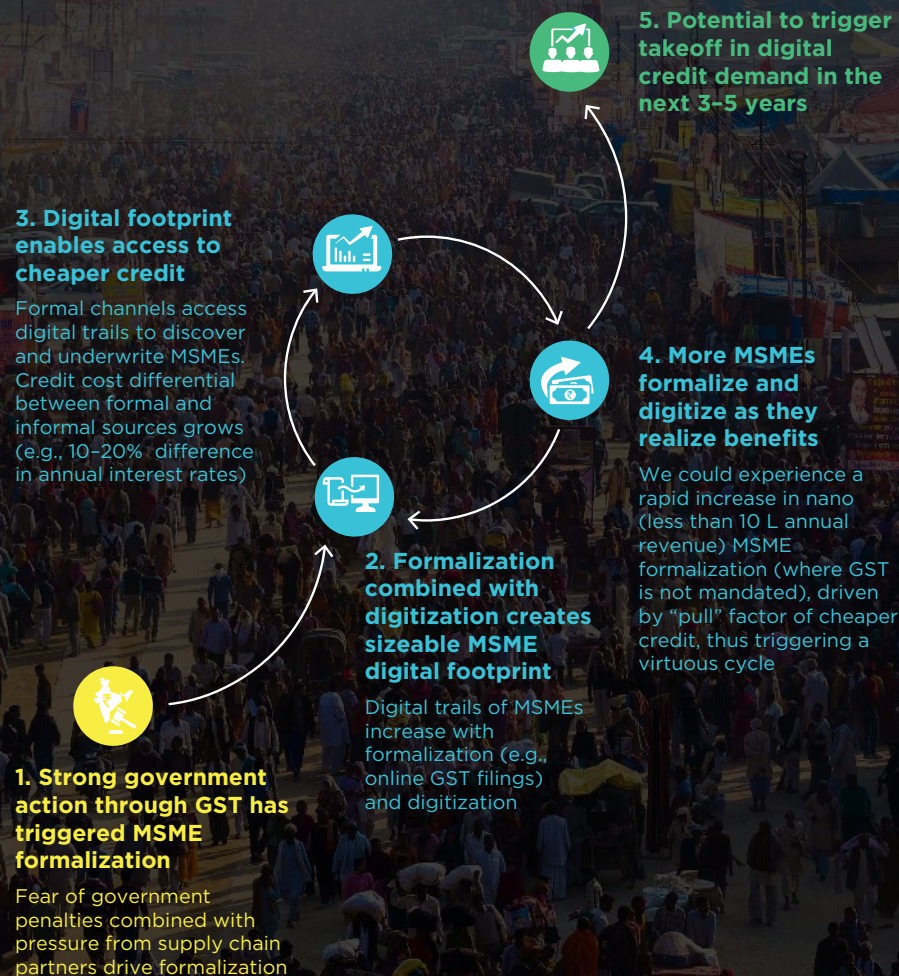 1. Strong government
action through GST has
triggered MSME
formalization
Fear of government
penalties combined with
pressure from supply chain
partners drive formalization
2. Formalization
combined with
digitization creates
sizeable MSME
digital footprint
Digital trails of MSMEs
increase with
formalization (e.g.,
online GST filings)
and digitization
3. Digital footprint
enables access to
cheaper credit
Formal channels access
digital trails to discover
and underwrite MSMEs.
Credit cost differential
between formal and
informal sources grows
(e.g., 10–20% difference
in annual interest rates)
4. More MSMEs
formalize and
digitize as they
realize benefits
We could experience a
rapid increase in nano
(less than 10 L annual
revenue) MSME
formalization (where GST
is not mandated), driven
by “pull” factor of cheaper
credit, thus triggering a
virtuous cycle
5. Potential to trigger
takeoff in digital
credit demand in the
next 3–5 years
₹